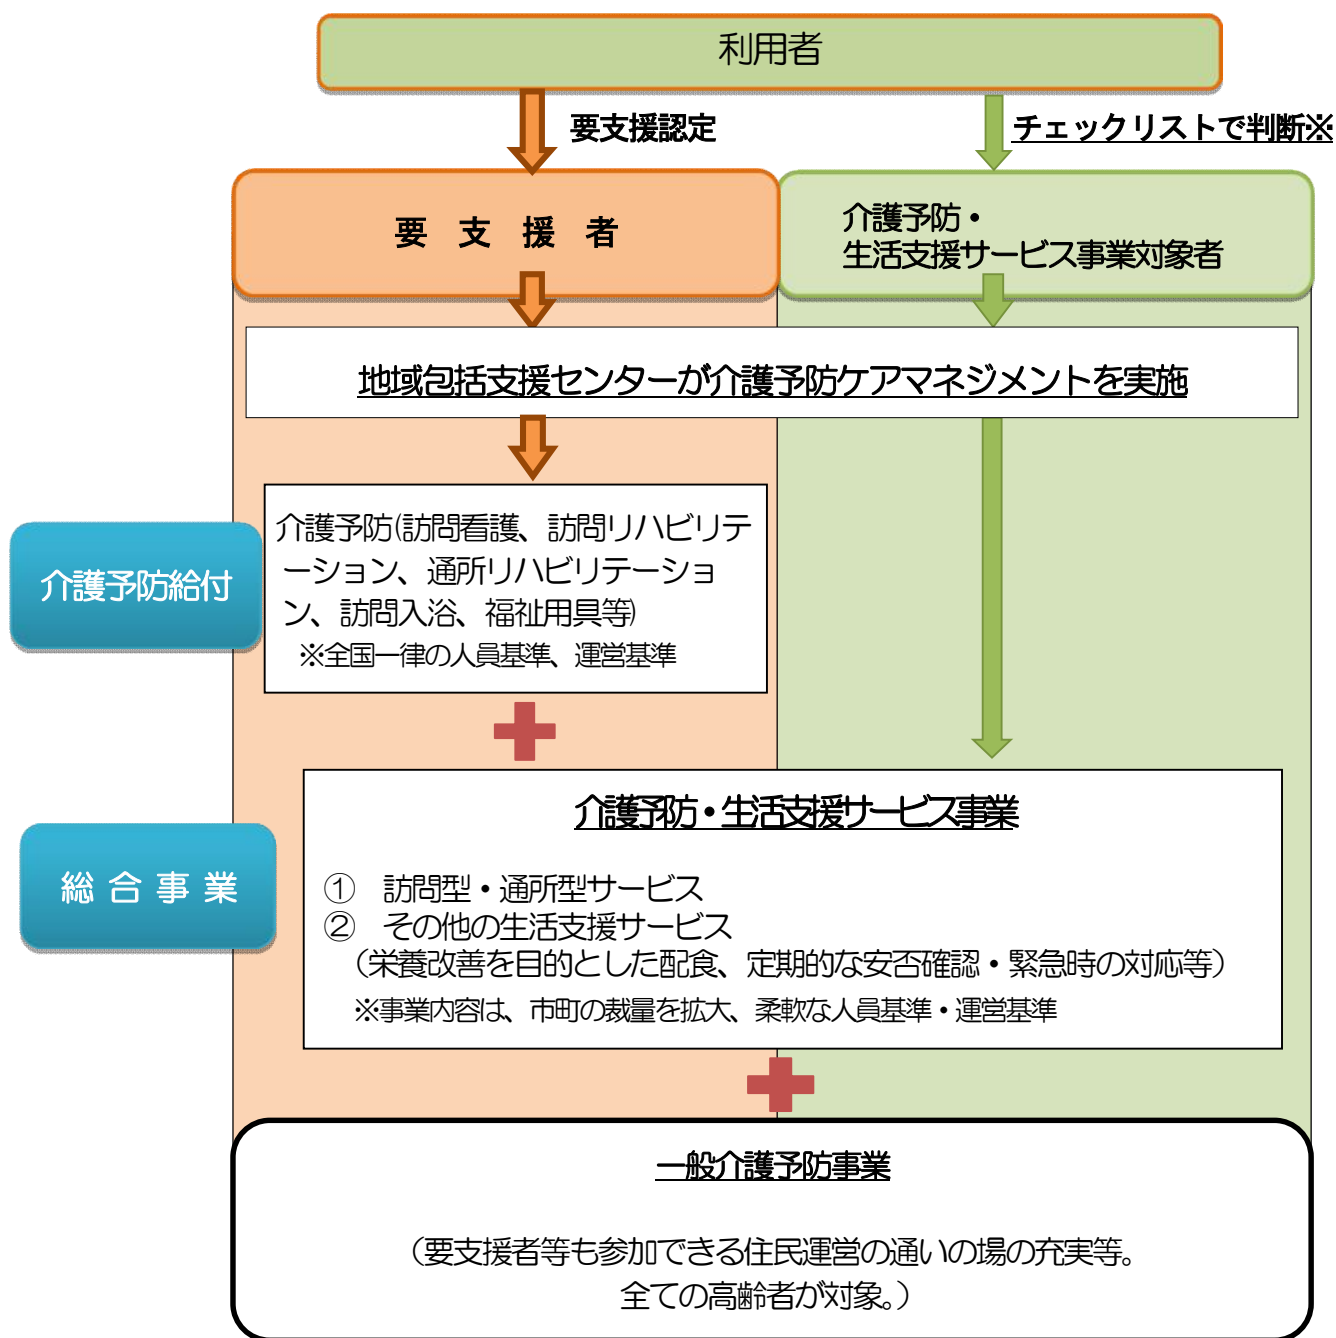 利用者
要支援認定
チェックリストで判断※
要支援者
介護予防・
生活支援サービス事業対象者
地域包括支援センターが介護予防ケアマネジメントを実施
介護予防給付
介護予防(訪問看護、訪問リハビリテ
ーション、通所リハビリテーショ
ン、訪問入浴、福祉用具等)
※全国一律の人員基準、運営基準
総合事業
介護予防・生活支援サービス事業
① 訪問型・通所型サービス
② その他の生活支援サービス
（栄養改善を目的とした配食、定期的な安否確認・緊急時の対応等）
※事業内容は、市町の裁量を拡大、柔軟な人員基準・運営基準
一般介護予防事業
（要支援者等も参加できる住民運営の通いの場の充実等。
全ての高齢者が対象。）